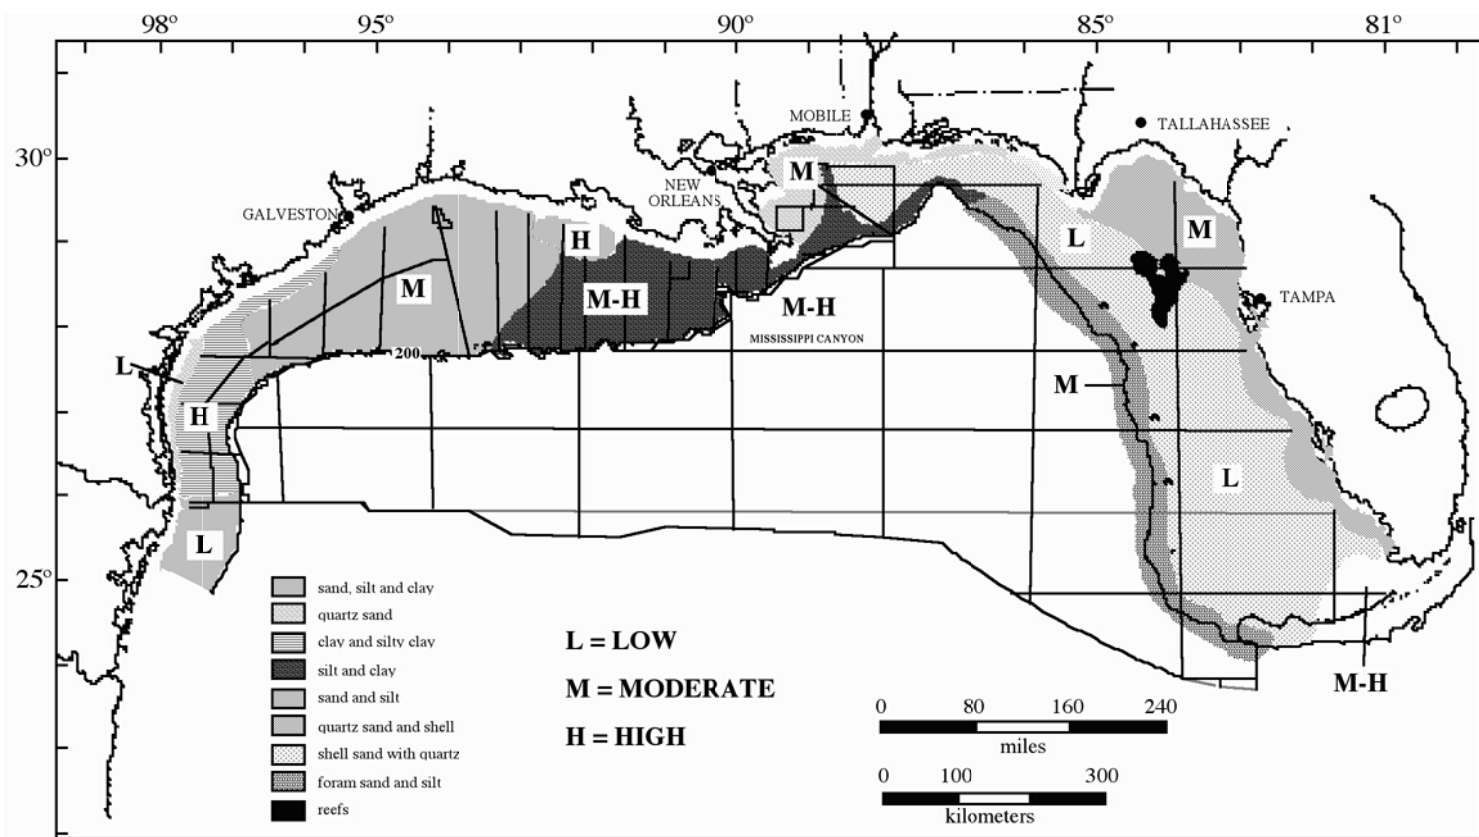 98° 95° 90° 85° 81°
MOBILE
TALLAHASSEE
30°
M
NEW
ORLEANS
GALVESTON
H
L
M
M
M-H
M-H
TAMPA
MISSISSIPPI CANYON
200
L
M
H
L
L
25°
sand, silt and clay
quartz sand
clay and silty clay
silt and clay
sand and silt
quartz sand and shell
shell sand with quartz
foram sand and silt
reefs
L = LOW
M = MODERATE
H = HIGH
M-H
0 80 160 240
miles
0 100 300
kilometers